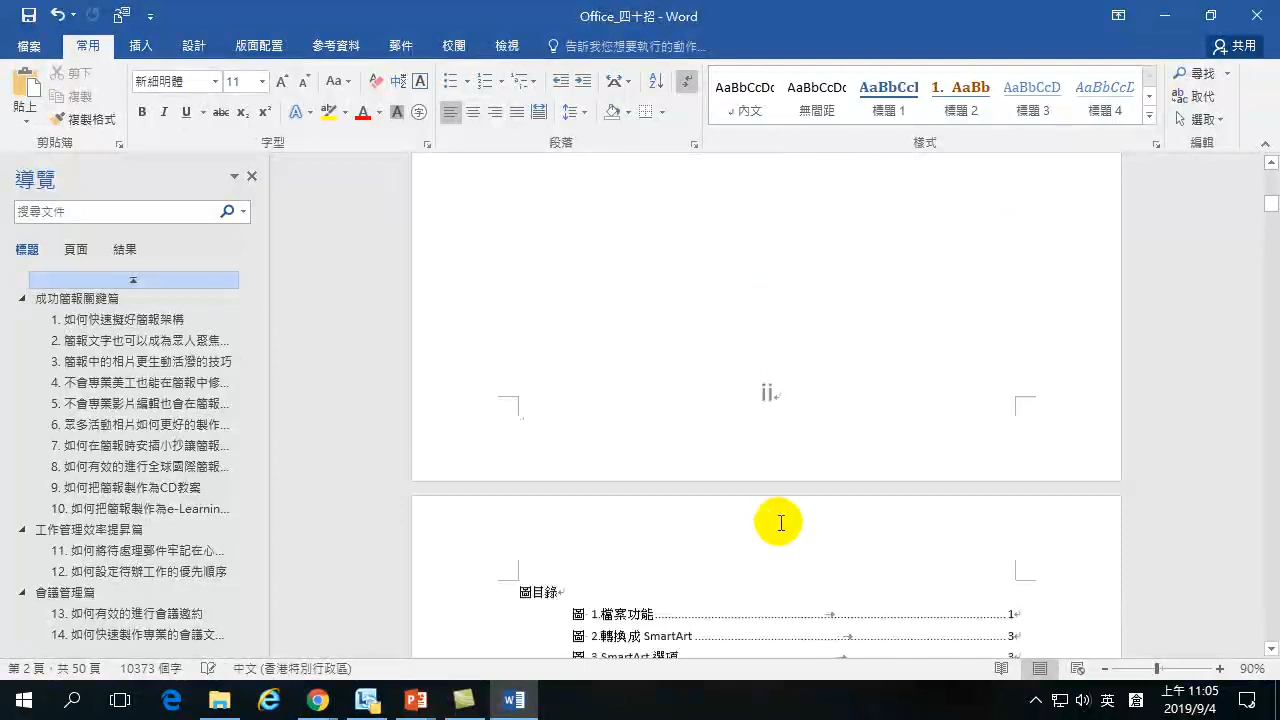 Office_四十招 - Word
檔案 常用 插入 設計 版面配置 參考資料 郵件 校閱 檢視 告訴我您想要執行的動作... 共用
貼上 剪下 複製 複製格式
新細明體 11
AaBbCcDc AaBbCcDc AaBbCcI 1. AaBb AaBbCcD AaBbCcL
內文 無間距 標題 1 標題 2 標題 3 標題 4
尋找 取代 選取
剪貼簿 字型 段落 樣式 編輯
導覽
搜尋文件
標題 頁面 結果
成功簡報關鍵篇
1. 如何快速擬好簡報架構
2. 簡報文字也可以成為眾人聚焦...
3. 簡報中的相片更生動活潑的技巧
4. 不會專業美工也能在簡報中修...
5. 不會專業影片編輯也會在簡報...
6. 眾多活動相片如何更好的製作...
7. 如何在簡報時安插小抄讓簡報...
8. 如何有效的進行全球國際簡報...
9. 如何把簡報製作為CD教案
10. 如何把簡報製作為e-Learnin...
工作管理效率提昇篇
11. 如何將待處理郵件牢記在心...
12. 如何設定待辦工作的優先順序
會議管理篇
13. 如何有效的進行會議邀約
14. 如何快速製作專業的會議文...
ii
圖目錄
圖 1.檔案功能 1
圖 2.轉換成 SmartArt 3
圖 3.SmartArt 選項 3
第 2 頁，共 50 頁 10373 個字 中文 (香港特別行政區) 90%
英 上午 11:05
2019/9/4